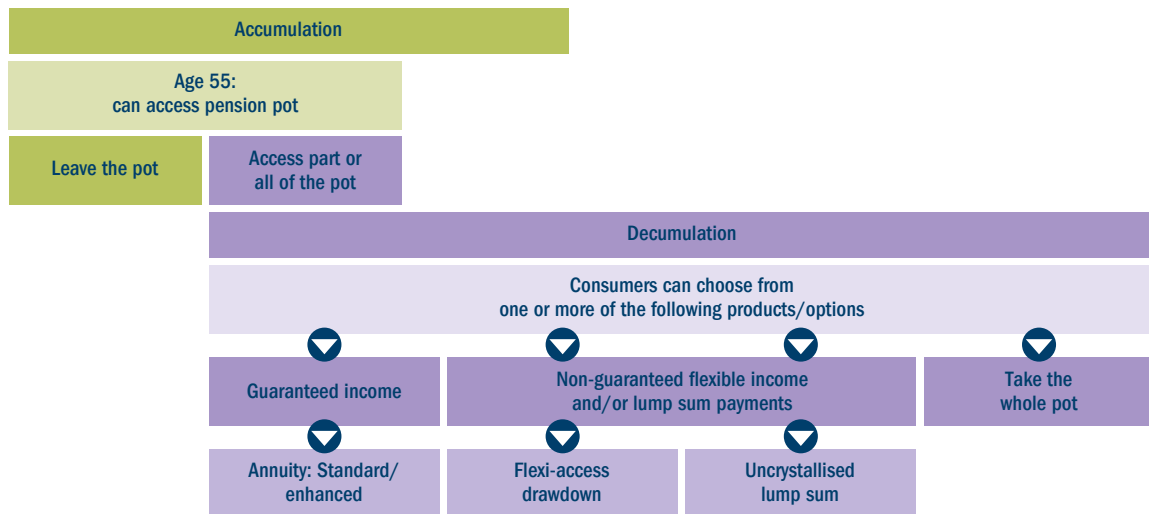 Accumulation
Age 55:
can access pension pot
Leave the pot
Access part or
all of the pot
Decumulation
Consumers can choose from
one or more of the following products/options
Guaranteed income
Non-guaranteed flexible income
and/or lump sum payments
Take the
whole pot
Annuity: Standard/
enhanced
Flexi-access
drawdown
Uncrystallised
lump sum